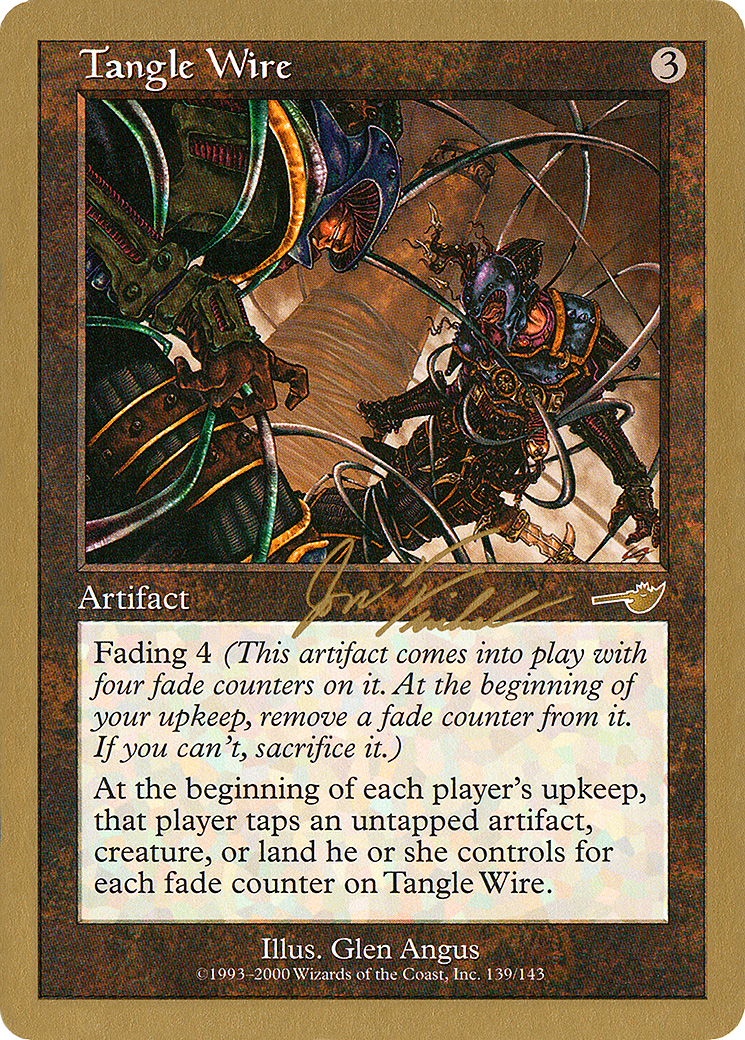 Tangle Wire
3
Jon Finkel
Artifact
Fading 4 (This artifact comes into play with
four fade counters on it. At the beginning of
your upkeep, remove a fade counter from it.
If you can't, sacrifice it.)
At the beginning of each player's upkeep,
that player taps an untapped artifact,
creature, or land he or she controls for
each fade counter on Tangle Wire.
Illus. Glen Angus
©1993–2000 Wizards of the Coast, Inc. 139/143